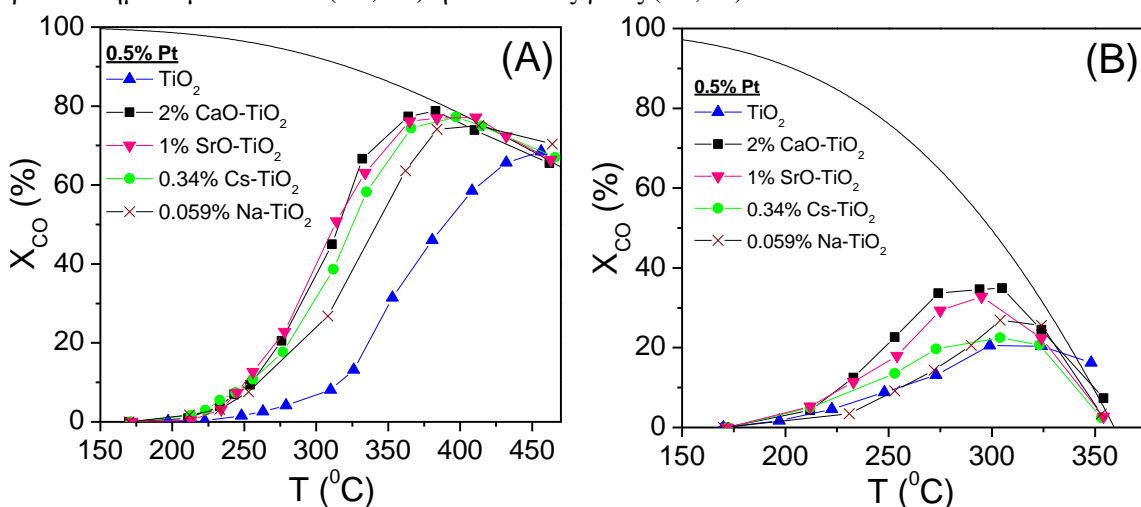 (A)
0.5% Pt
TiO2
2% CaO-TiO2
1% SrO-TiO2
0.34% Cs-TiO2
0.059% Na-TiO2
XCO (%)
100
80
60
40
20
0
150 200 250 300 350 400 450
T (0C)
(B)
0.5% Pt
TiO2
2% CaO-TiO2
1% SrO-TiO2
0.34% Cs-TiO2
0.059% Na-TiO2
XCO (%)
100
80
60
40
20
0
150 200 250 300 350
T (0C)